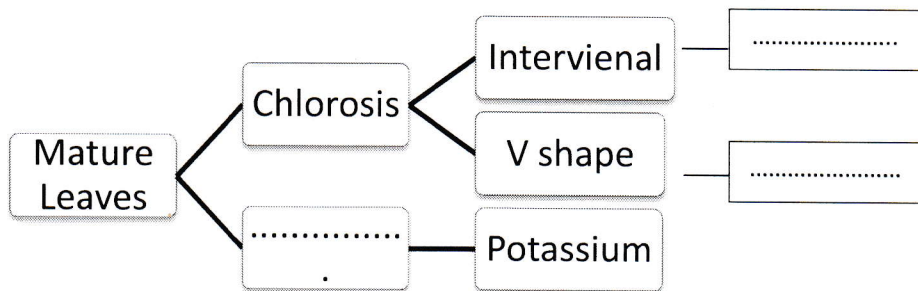 Mature
Leaves
Chlorosis
................
.
Intervienal
V shape
Potassium
........................
........................